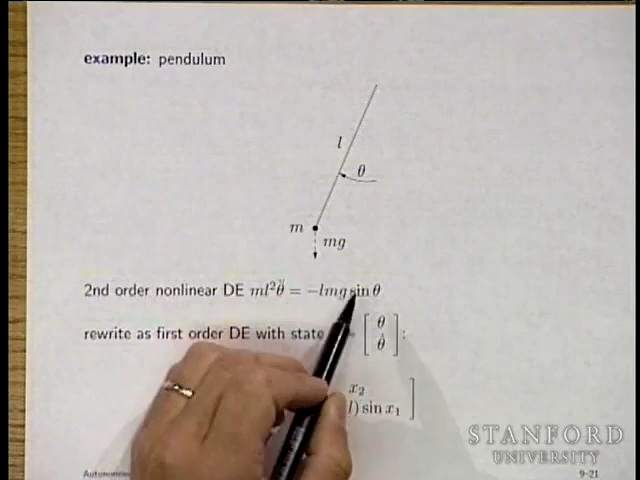 example: pendulum
l
θ
m
mg
2nd order nonlinear DE ml²θ̈ = −lmg sin θ
rewrite as first order DE with state [ θ θ̇ ] :
x₂
l) sin x₁ ]
STANFORD
UNIVERSITY
9-21